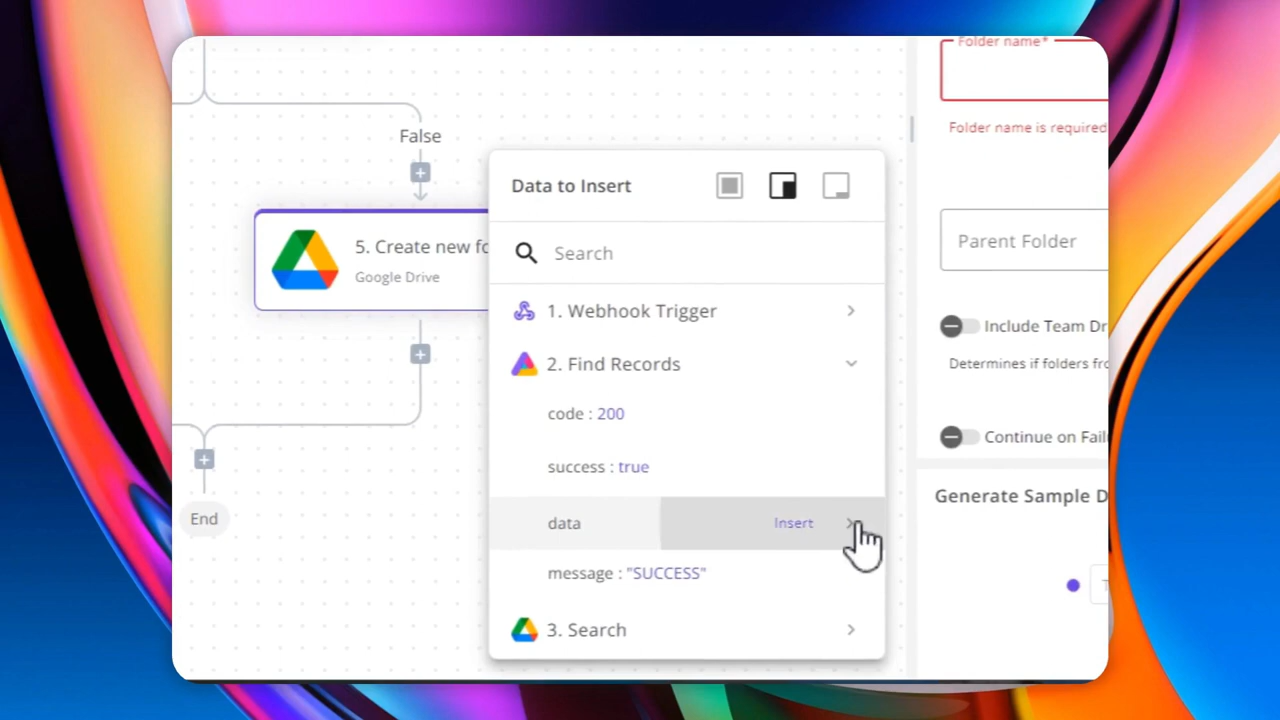 Folder name*
Folder name is required
False
Data to Insert
5. Create new fo
Google Drive
Search
Parent Folder
1. Webhook Trigger
Include Team Dr
2. Find Records
Determines if folders fro
code : 200
Continue on Fail
success : true
Generate Sample D
End
data
Insert
message : "SUCCESS"
T
3. Search